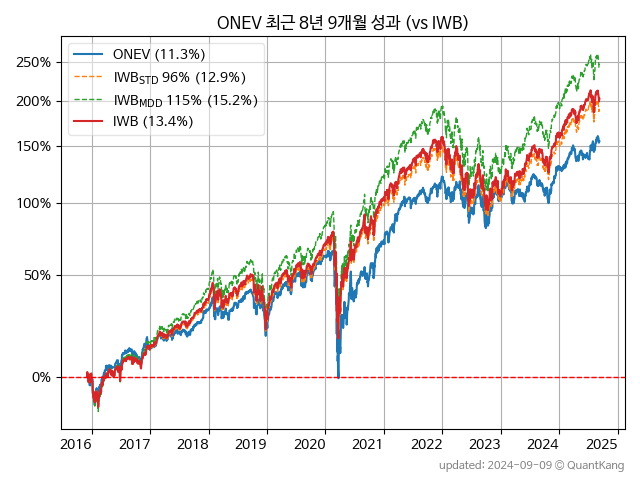 ONEV 최근 8년 9개월 성과 (vs IWB)
ONEV (11.3%)
IWB_STD 96% (12.9%)
IWB_MDD 115% (15.2%)
IWB (13.4%)
250%
200%
150%
100%
50%
0%
2016 2017 2018 2019 2020 2021 2022 2023 2024 2025
updated: 2024-09-09 © QuantKang